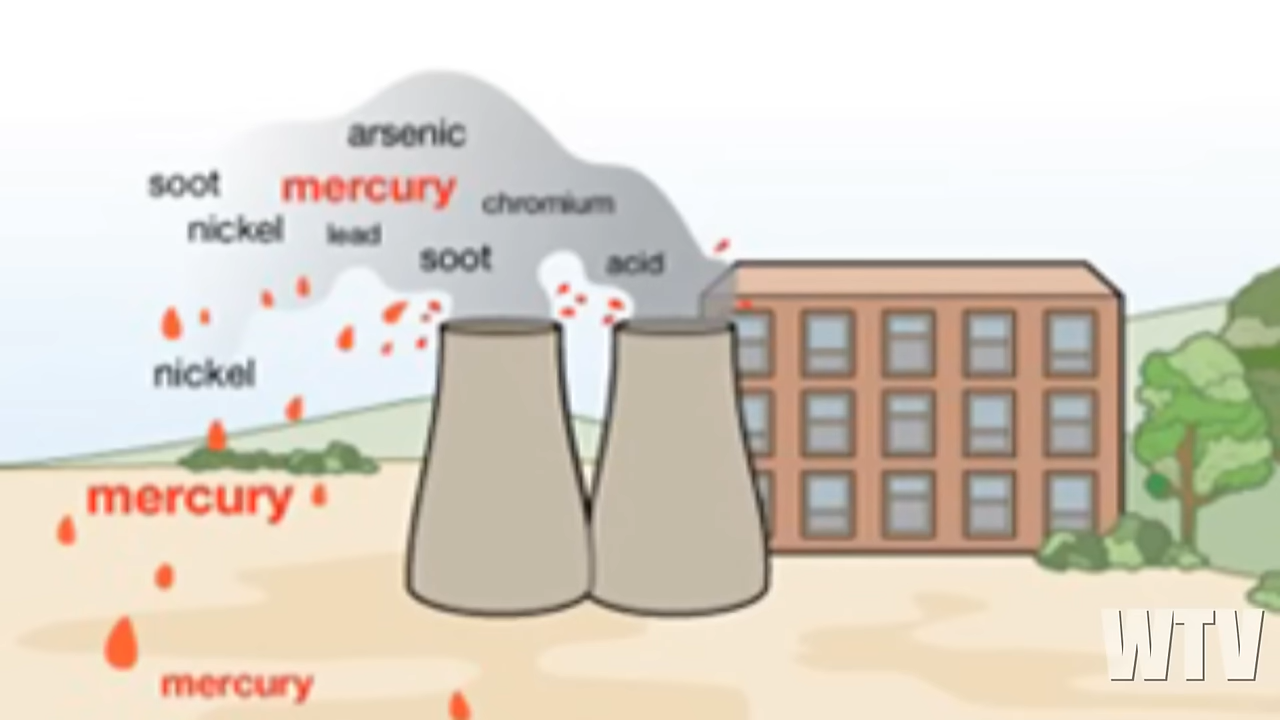 arsenic
soot
mercury
chromium
nickel
lead
soot
acid
nickel
mercury
mercury
WTV